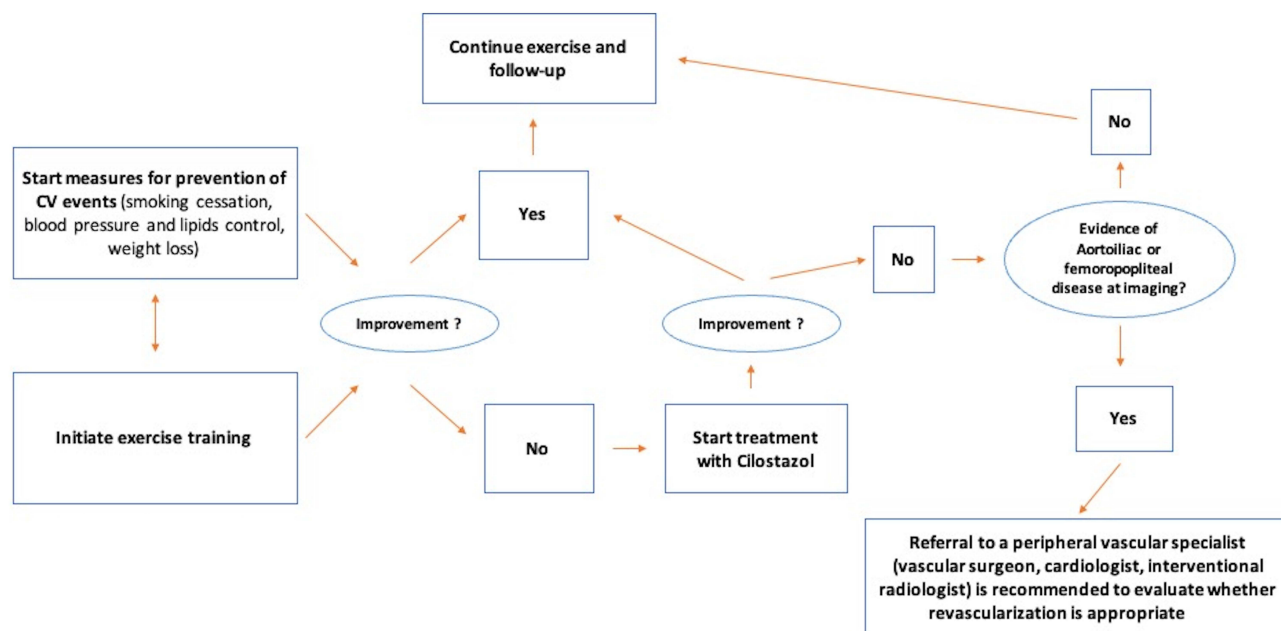 Continue exercise and
follow-up
No
Start measures for prevention of
CV events (smoking cessation,
blood pressure and lipids control,
weight loss)
Yes
No
Evidence of
Aortoiliac or
femoropopliteal
disease at imaging?
Improvement ?
Improvement ?
Initiate exercise training
No
Start treatment
with Cilostazol
Yes
Referral to a peripheral vascular specialist
(vascular surgeon, cardiologist, interventional
radiologist) is recommended to evaluate whether
revascularization is appropriate